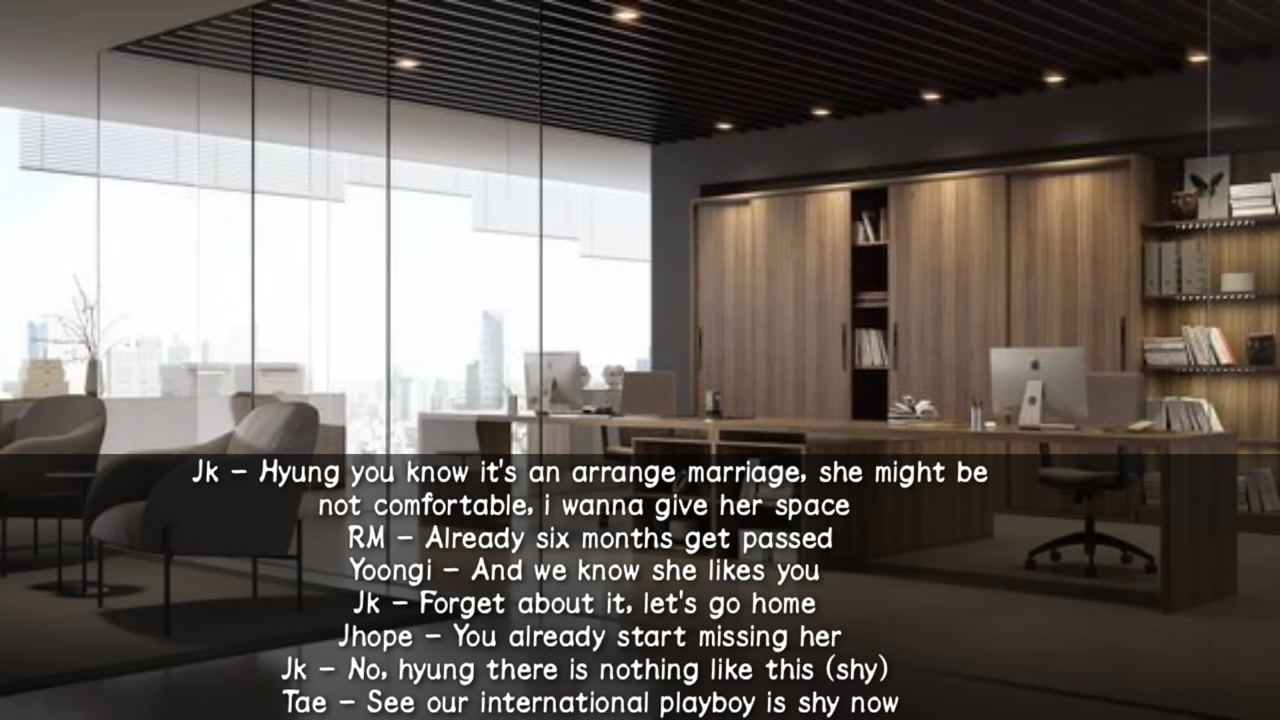 Jk - Hyung you know it's an arrange marriage, she might be
not comfortable, i wanna give her space
RM - Already six months get passed
Yoongi - And we know she likes you
Jk - Forget about it, let's go home
Jhope - You already start missing her
Jk - No, hyung there is nothing like this (shy)
Tae - See our international playboy is shy now